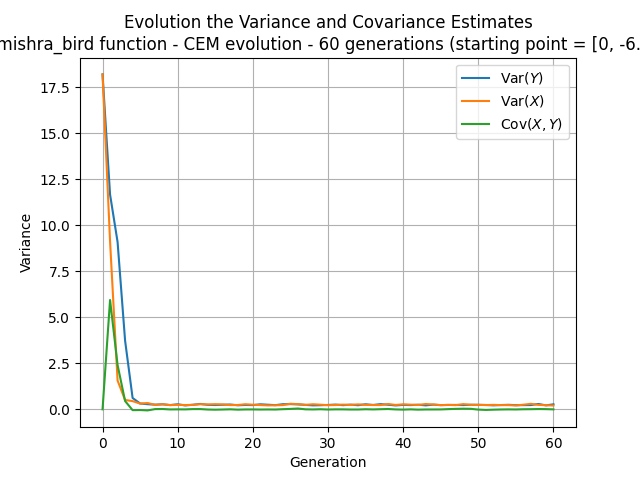 Evolution the Variance and Covariance Estimates
mishra_bird function - CEM evolution - 60 generations (starting point = [0, -6.
Var(Y)
Var(X)
Cov(X, Y)
17.5
15.0
12.5
10.0
7.5
5.0
2.5
0.0
Variance
0 10 20 30 40 50 60
Generation